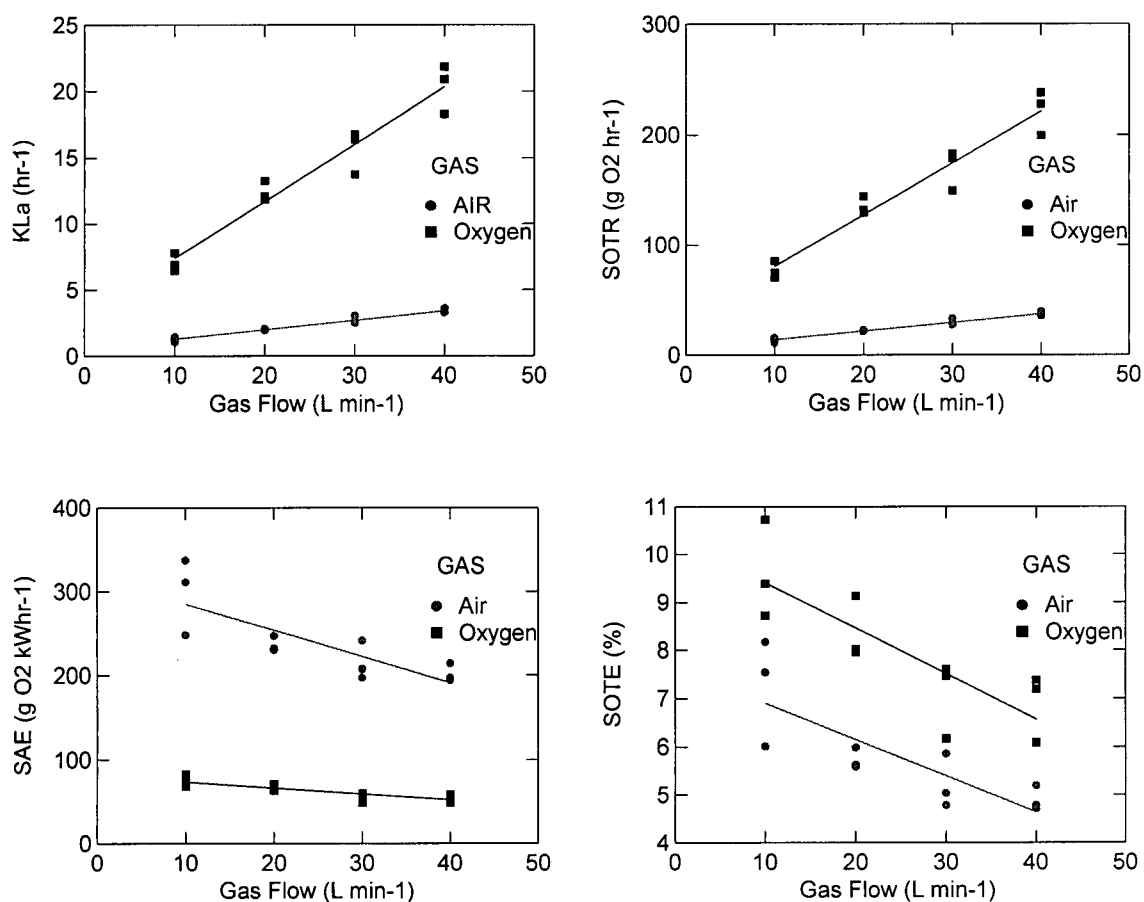 25
20
15
10
5
0
KLa (hr-1)
GAS
AIR
Oxygen
0 10 20 30 40 50
Gas Flow (L min-1)
300
200
100
0
SOTR (g O2 hr-1)
GAS
Air
Oxygen
0 10 20 30 40 50
Gas Flow (L min-1)
400
300
200
100
0
SAE (g O2 kWhr-1)
GAS
Air
Oxygen
0 10 20 30 40 50
Gas Flow (L min-1)
11
10
9
8
7
6
5
4
SOTE (%)
GAS
Air
Oxygen
0 10 20 30 40 50
Gas Flow (L min-1)